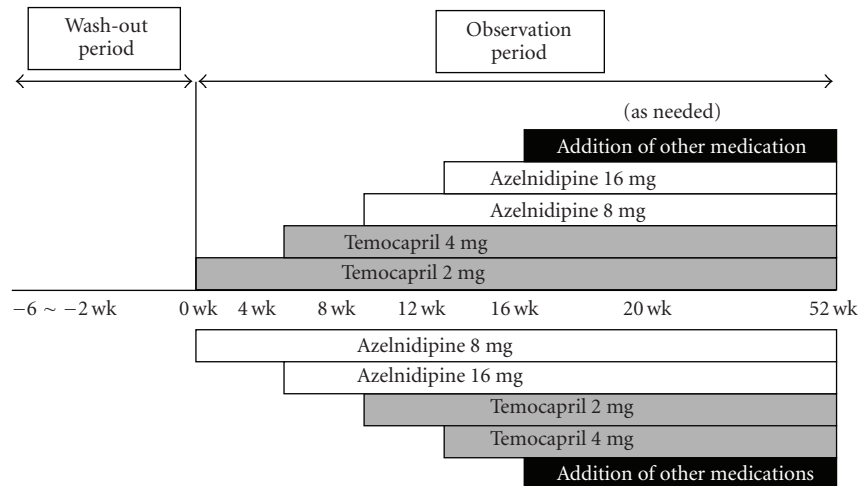 Wash-out
period
Observation
period
(as needed)
Addition of other medication
Azelnidipine 16 mg
Azelnidipine 8 mg
Temocapril 4 mg
Temocapril 2 mg
−6 ∼ −2 wk 0 wk 4 wk 8 wk 12 wk 16 wk 20 wk 52 wk
Azelnidipine 8 mg
Azelnidipine 16 mg
Temocapril 2 mg
Temocapril 4 mg
Addition of other medications